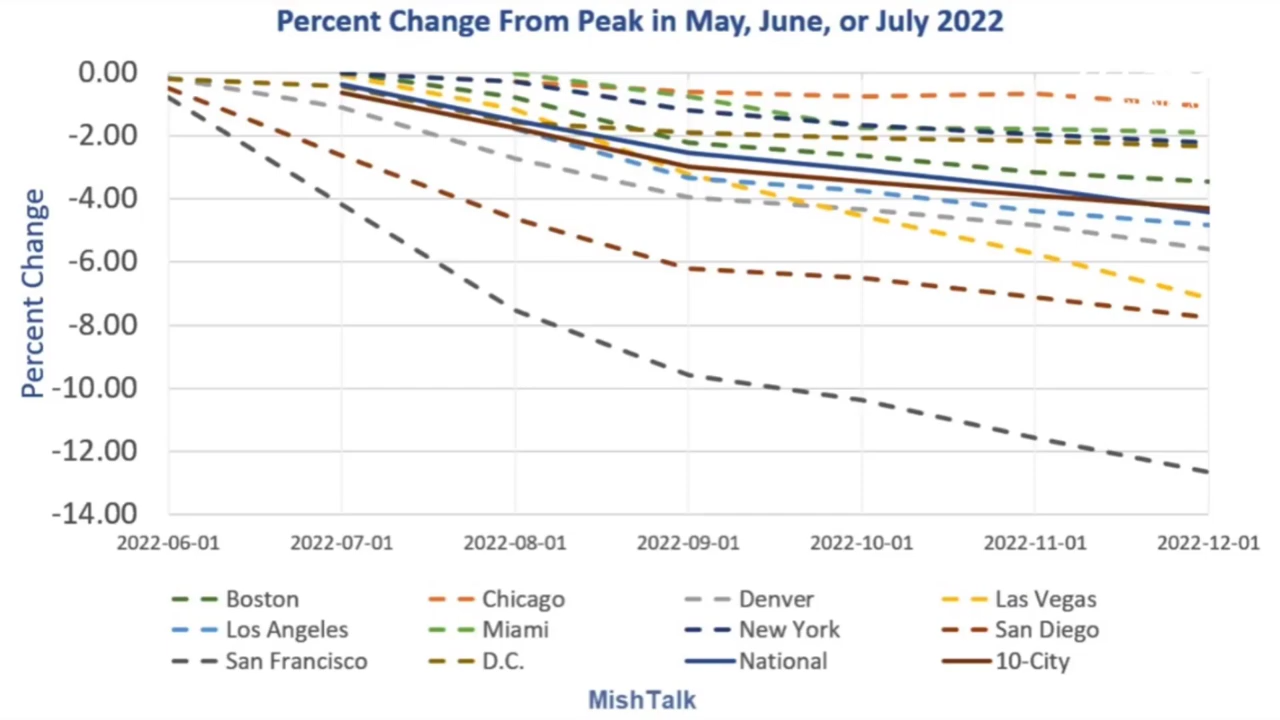 Percent Change From Peak in May, June, or July 2022
Percent Change
0.00
-2.00
-4.00
-6.00
-8.00
-10.00
-12.00
-14.00
2022-06-01 2022-07-01 2022-08-01 2022-09-01 2022-10-01 2022-11-01 2022-12-01
Boston Chicago Denver Las Vegas
Los Angeles Miami New York San Diego
San Francisco D.C. National 10-City
MishTalk